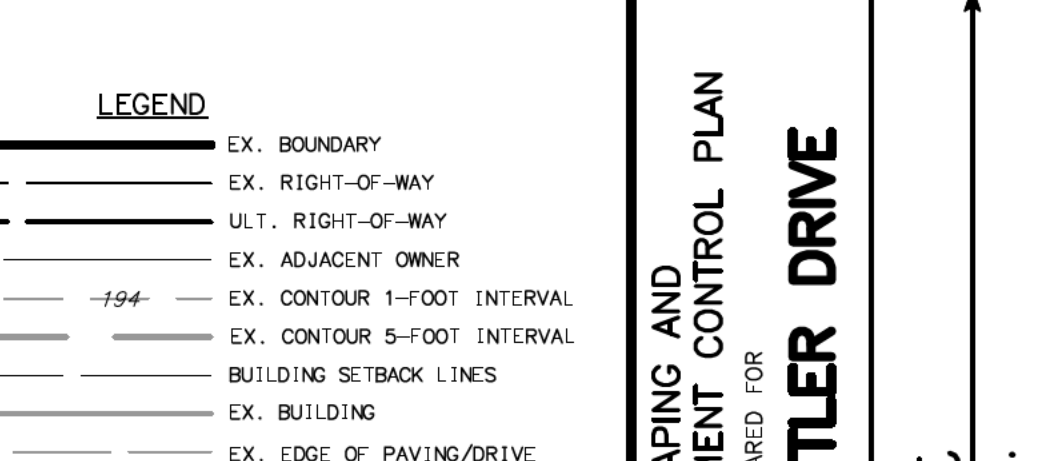 LEGEND
EX. BOUNDARY
EX. RIGHT-OF-WAY
ULT. RIGHT-OF-WAY
EX. ADJACENT OWNER
194 EX. CONTOUR 1-FOOT INTERVAL
EX. CONTOUR 5-FOOT INTERVAL
BUILDING SETBACK LINES
EX. BUILDING
EX. EDGE OF PAVING/DRIVE
APING AND
MENT CONTROL PLAN
ARED FOR
TLER DRIVE